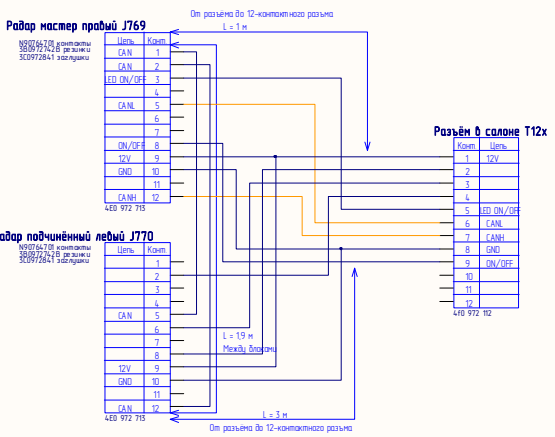 От разъёма до 12-контактного разъма
L = 1 м
Радар мастер правый J769
N90764701 контакты
3B0972742B резинки
3C0972841 заглушки
Цепь Конт.
CAN 1
CAN 2
LED ON/OFF 3
4
CANL 5
6
7
ON/OFF 8
12V 9
GND 10
11
CANH 12
4E0 972 713
Разъём в салоне T12x
Конт. Цепь
1 12V
2
3
4
5 LED ON/OFF
6 CANL
7 CANH
8 GND
9 ON/OFF
10
11
12
4f0 972 112
адар подчинённый левый J770
N90764701 контакты
3B0972742B резинки
3C0972841 заглушки
Цепь Конт.
1
2
3
4
CAN 5
6
7
8
12V 9
GND 10
11
CAN 12
4E0 972 713
L = 1,9 м
Между блоками
L = 3 м
От разъёма до 12-контактного разъма